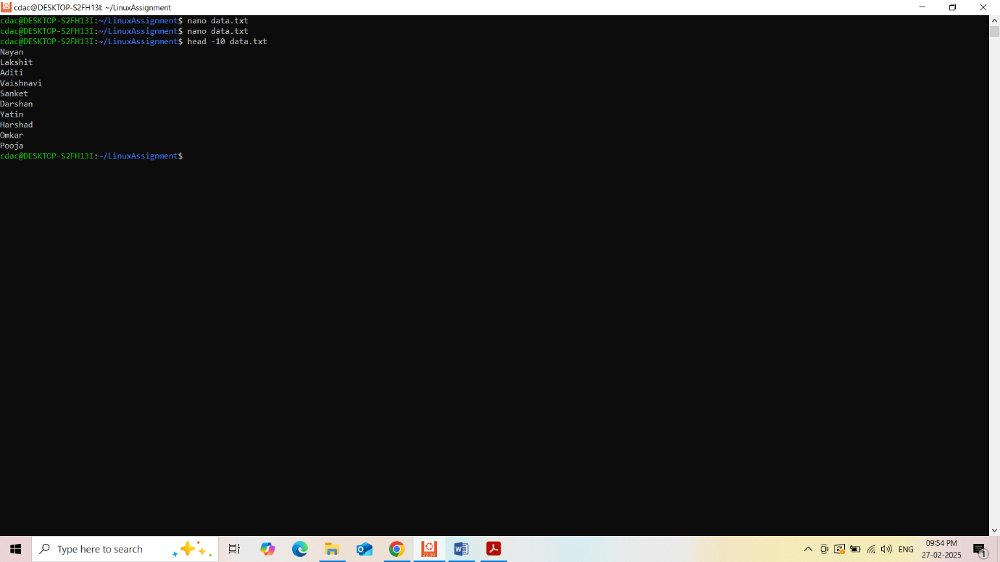 cdac@DESKTOP-S2FH13I: ~/LinuxAssignment
cdac@DESKTOP-S2FH13I:~/LinuxAssignment$ nano data.txt
cdac@DESKTOP-S2FH13I:~/LinuxAssignment$ nano data.txt
cdac@DESKTOP-S2FH13I:~/LinuxAssignment$ head -10 data.txt
Nayan
Lakshit
Aditi
Vaishnavi
Sanket
Darshan
Yatin
Harshad
Omkar
Pooja
cdac@DESKTOP-S2FH13I:~/LinuxAssignment$
Type here to search
22.04
ENG
09:54 PM
27-02-2025
1